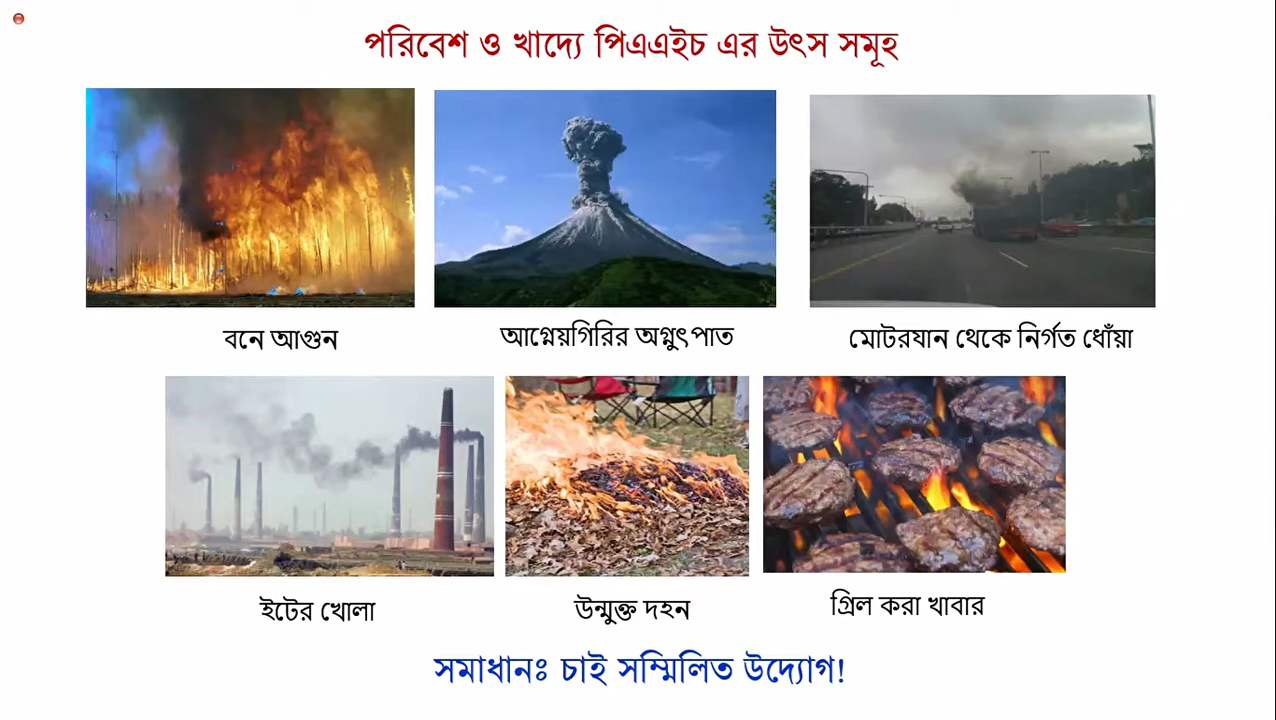 পরিবেশ ও খাদ্যে পিএএইচ এর উৎস সমূহ
বনে আগুন
আগ্নেয়গিরির অগ্নুৎপাত
মোটরযান থেকে নির্গত ধোঁয়া
ইটের খোলা
উন্মুক্ত দহন
গ্রিল করা খাবার
সমাধানঃ চাই সম্মিলিত উদ্যোগ!